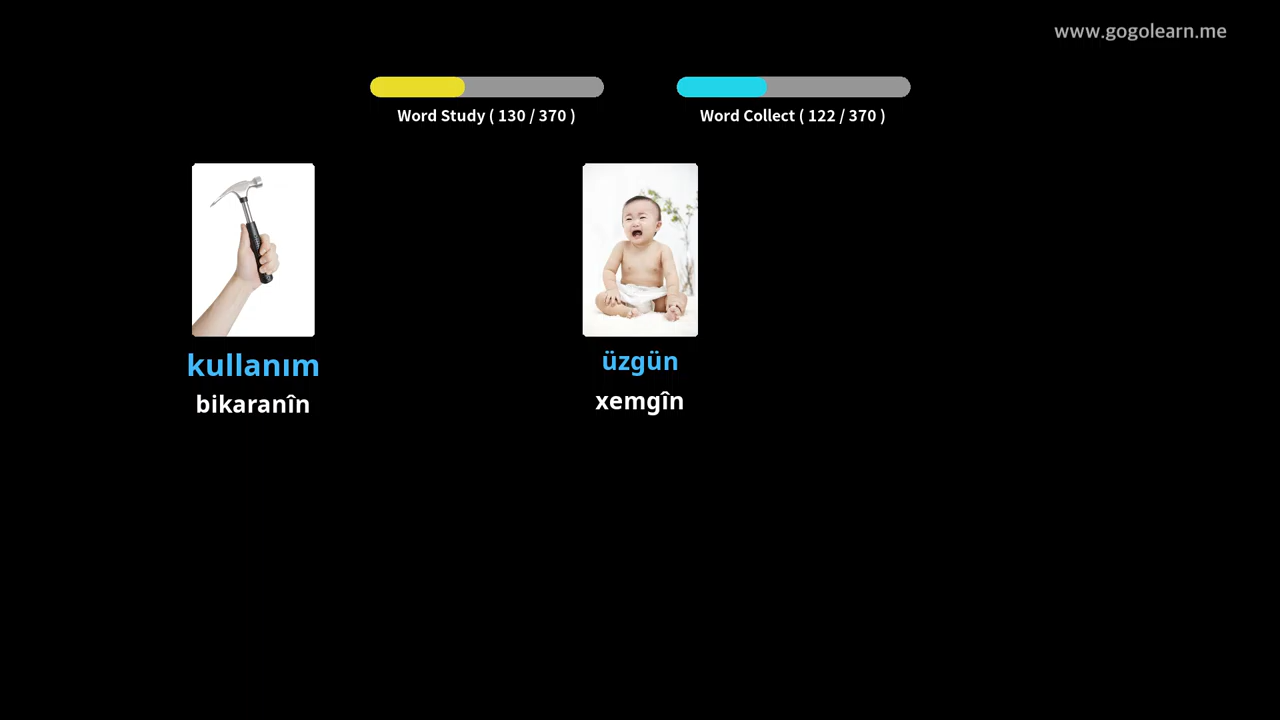 www.gogolearn.me
Word Study ( 130 / 370 )
Word Collect ( 122 / 370 )
kullanım
bikaranîn
üzgün
xemgîn